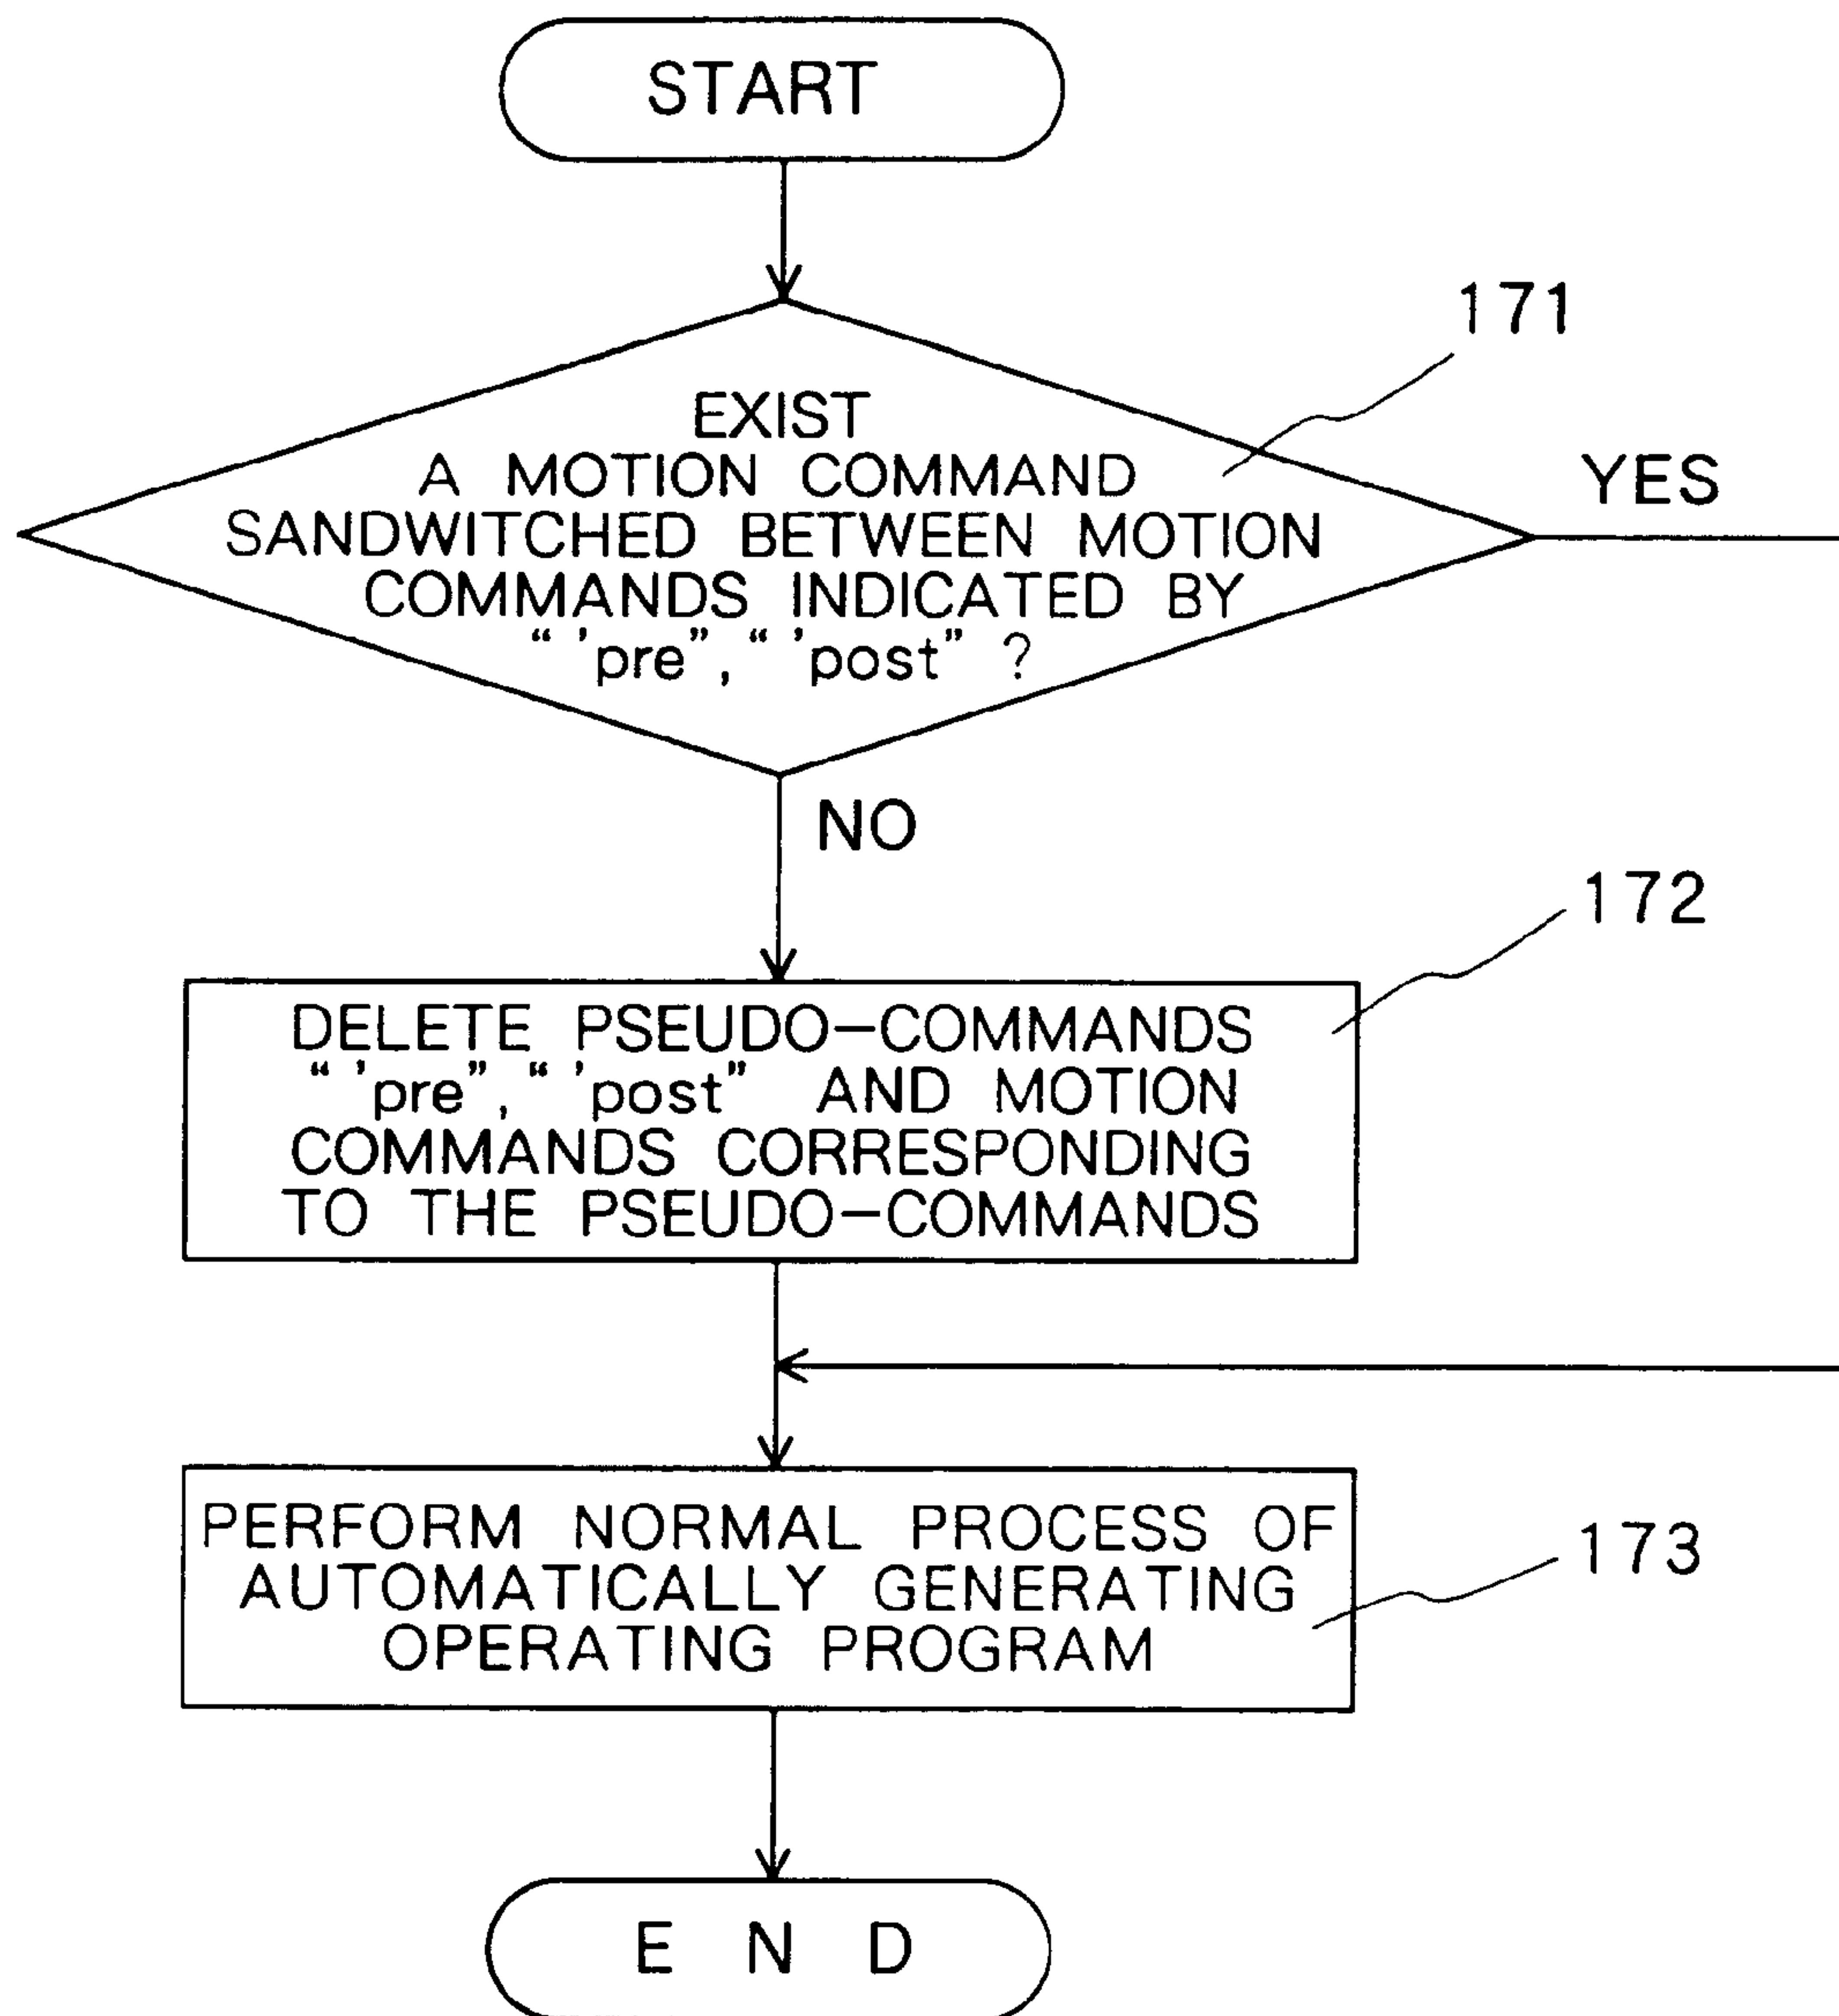 START
171
EXIST
A MOTION COMMAND
SANDWITCHED BETWEEN MOTION
COMMANDS INDICATED BY
“ 'pre”, “ 'post” ?
YES
NO
172
DELETE PSEUDO-COMMANDS
“ 'pre”, “ 'post” AND MOTION
COMMANDS CORRESPONDING
TO THE PSEUDO-COMMANDS
PERFORM NORMAL PROCESS OF
AUTOMATICALLY GENERATING
OPERATING PROGRAM
173
E N D